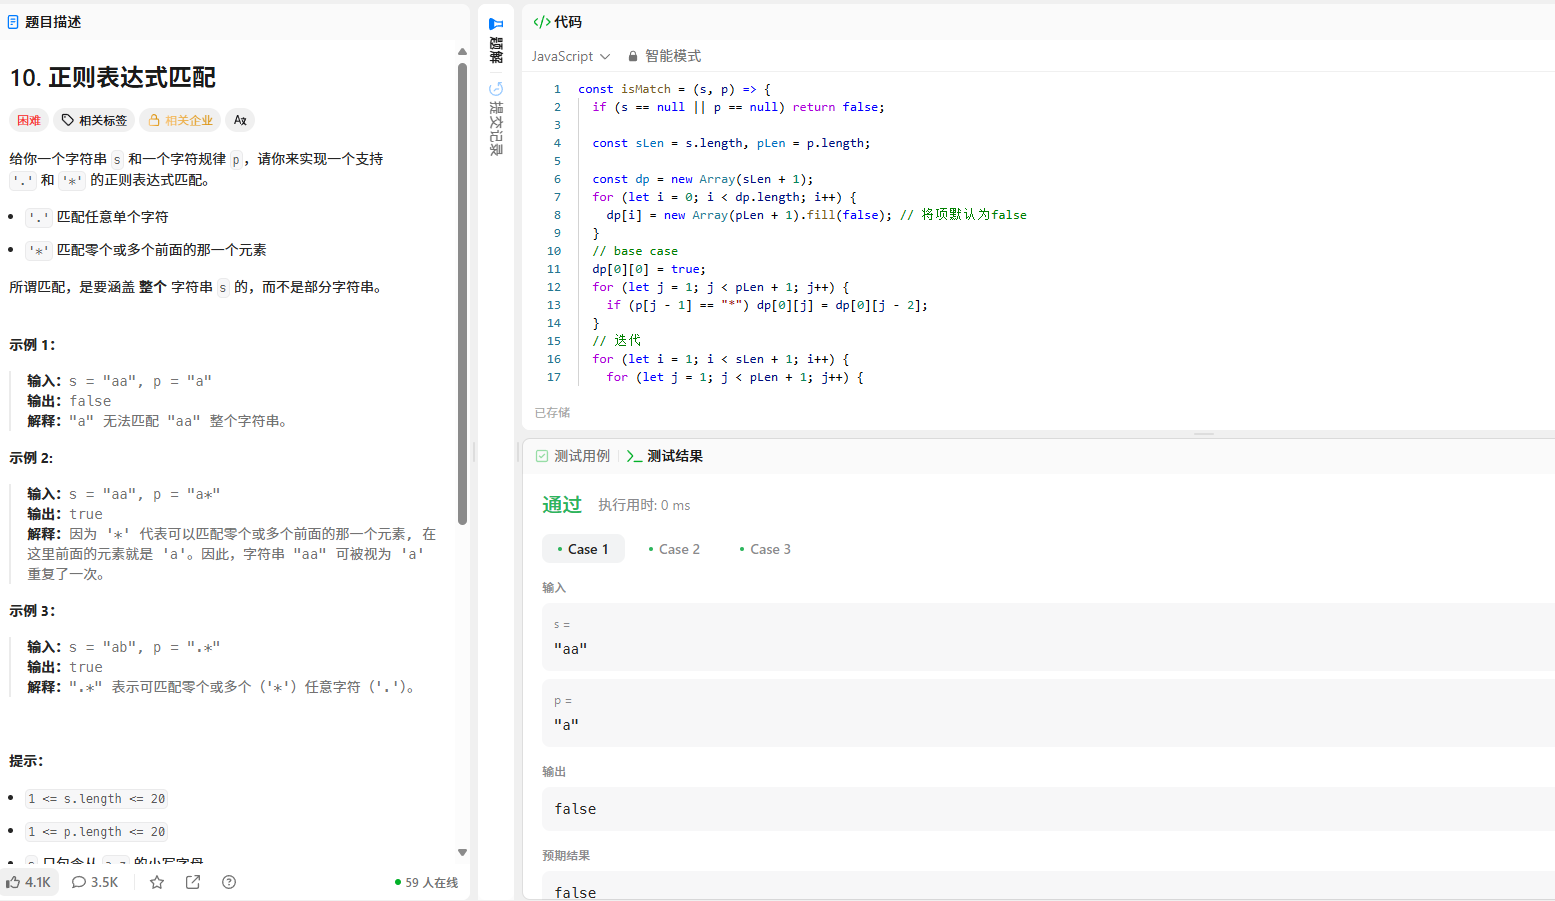 题目描述
10. 正则表达式匹配
困难
相关标签
相关企业
给你一个字符串 s 和一个字符规律 p，请你来实现一个支持
'.' 和 '*' 的正则表达式匹配。
'.' 匹配任意单个字符
'*' 匹配零个或多个前面的那一个元素
所谓匹配，是要涵盖 整个 字符串 s 的，而不是部分字符串。
示例 1：
输入：s = "aa", p = "a"
输出：false
解释："a" 无法匹配 "aa" 整个字符串。
示例 2:
输入：s = "aa", p = "a*"
输出：true
解释：因为 '*' 代表可以匹配零个或多个前面的那一个元素, 在
这里前面的元素就是 'a'。因此，字符串 "aa" 可被视为 'a'
重复了一次。
示例 3：
输入：s = "ab", p = ".*"
输出：true
解释：".*" 表示可匹配零个或多个（'*'）任意字符（'.'）。
提示：
1 <= s.length <= 20
1 <= p.length <= 20
s 只包含从 a-z 的小写字母
4.1K
3.5K
59 人在线
题解
提交记录
</> 代码
JavaScript
智能模式
1 const isMatch = (s, p) => {
2 if (s == null || p == null) return false;
3
4 const sLen = s.length, pLen = p.length;
5
6 const dp = new Array(sLen + 1);
7 for (let i = 0; i < dp.length; i++) {
8 dp[i] = new Array(pLen + 1).fill(false); // 将项默认为false
9 }
10 // base case
11 dp[0][0] = true;
12 for (let j = 1; j < pLen + 1; j++) {
13 if (p[j - 1] == "*") dp[0][j] = dp[0][j - 2];
14 }
15 // 迭代
16 for (let i = 1; i < sLen + 1; i++) {
17 for (let j = 1; j < pLen + 1; j++) {
已存储
测试用例
>_ 测试结果
通过
执行用时: 0 ms
Case 1
Case 2
Case 3
输入
s =
"aa"
p =
"a"
输出
false
预期结果
false